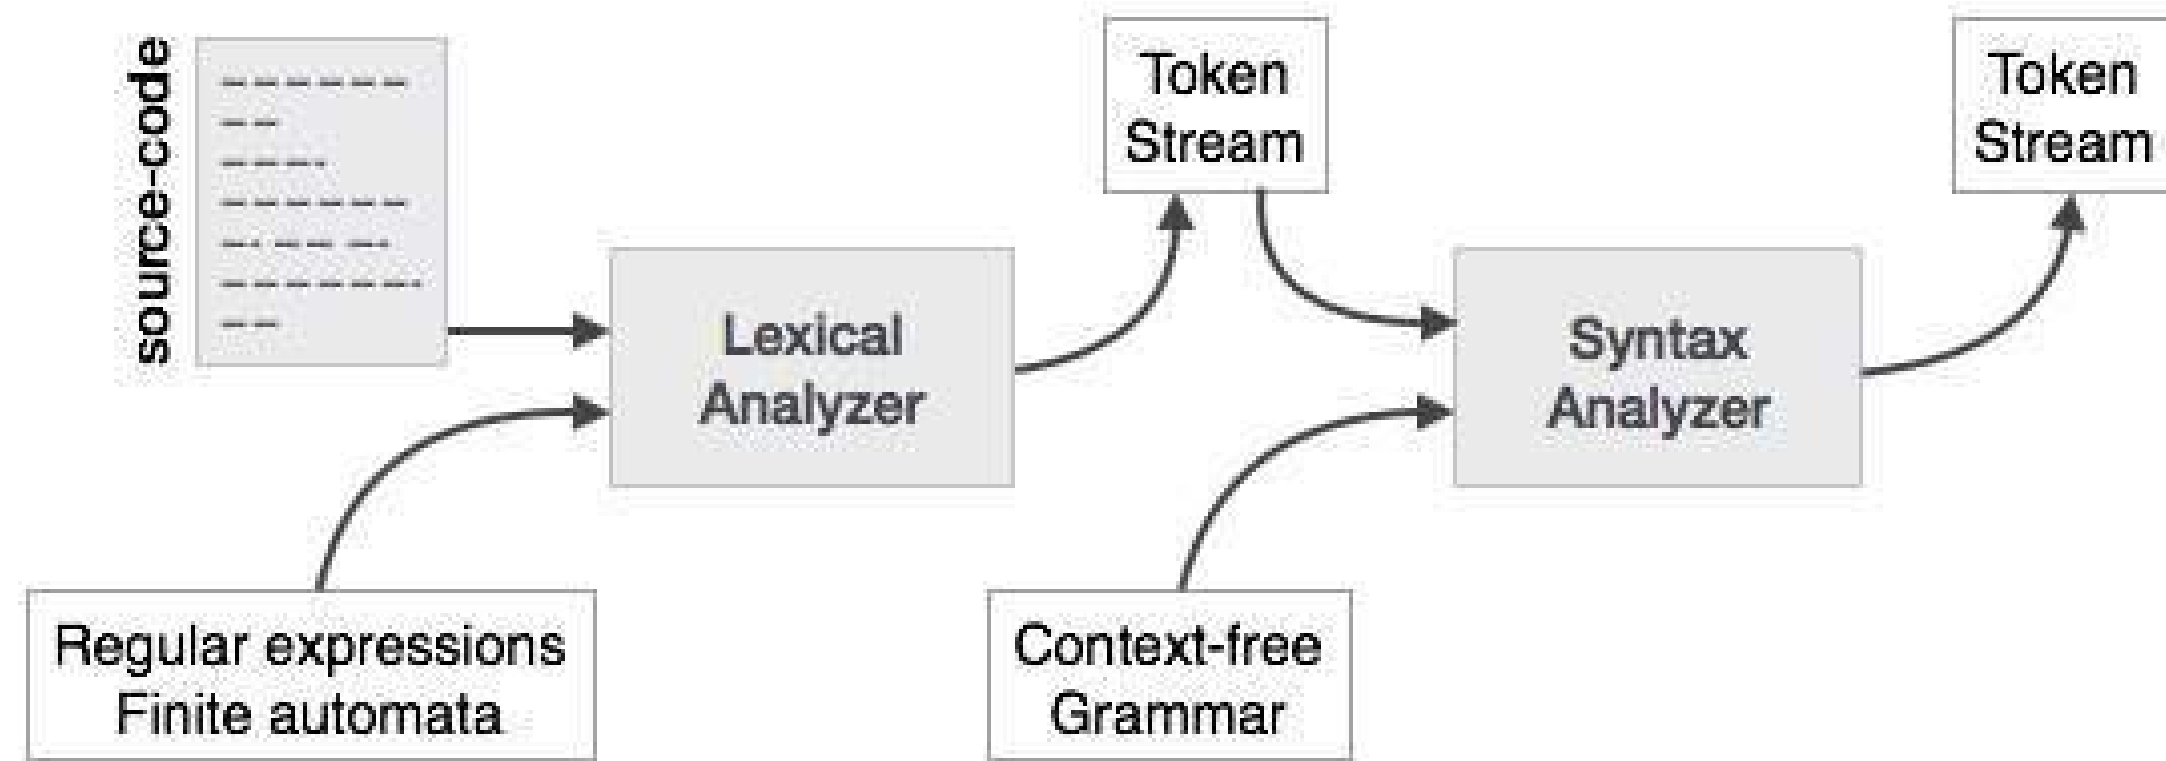 source-code
Token
Stream
Token
Stream
Lexical
Analyzer
Syntax
Analyzer
Regular expressions
Finite automata
Context-free
Grammar